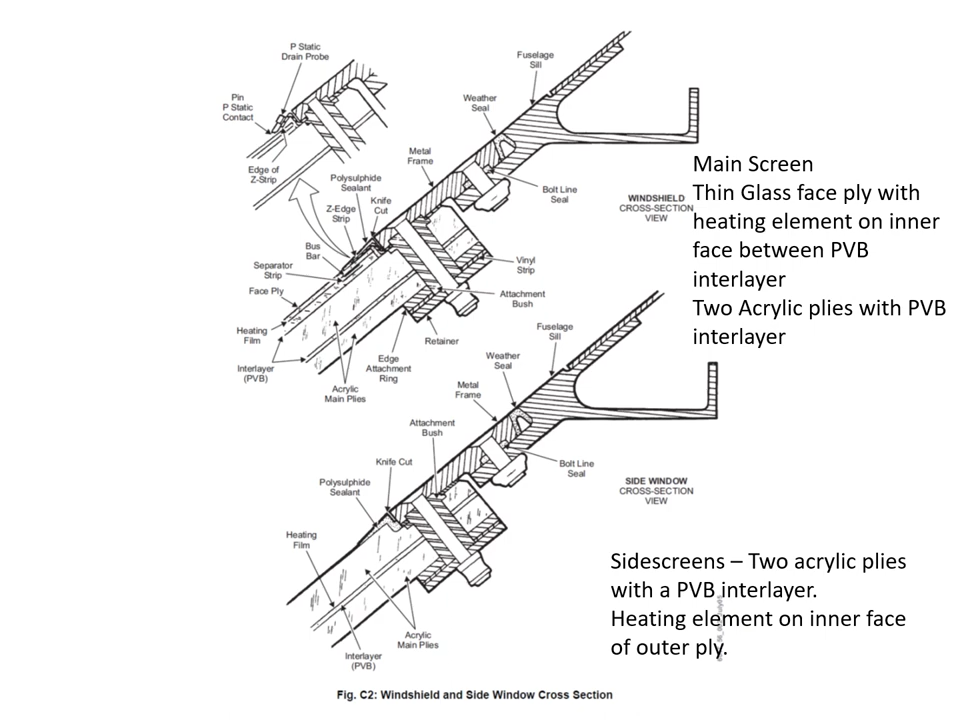 P Static
Drain Probe
Pin
P Static
Contact
Edge of
Z-Strip
Polysulphide
Sealant
Z-Edge
Strip
Knife
Cut
Bus
Bar
Separator
Strip
Face Ply
Heating
Film
Interlayer
(PVB)
Acrylic
Main Plies
Edge
Attachment
Ring
Retainer
Attachment
Bush
Vinyl
Strip
Metal
Frame
Weather
Seal
Fuselage
Sill
Bolt Line
Seal
WINDSHIELD
CROSS-SECTION
VIEW
Main Screen
Thin Glass face ply with
heating element on inner
face between PVB
interlayer
Two Acrylic plies with PVB
interlayer
Fuselage
Sill
Weather
Seal
Metal
Frame
Attachment
Bush
Knife Cut
Polysulphide
Sealant
Heating
Film
Bolt Line
Seal
Acrylic
Main Plies
Interlayer
(PVB)
SIDE WINDOW
CROSS-SECTION
VIEW
Sidescreens – Two acrylic plies
with a PVB interlayer.
Heating element on inner face
of outer ply.
Fig. C2: Windshield and Side Window Cross Section